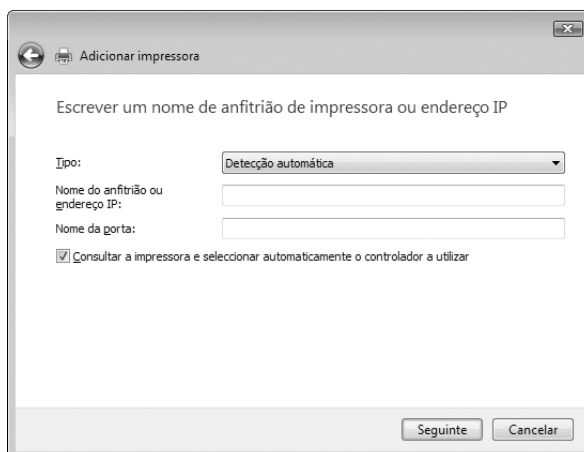 Adicionar impressora
Escrever um nome de anfitrião de impressora ou endereço IP
Tipo:
Detecção automática
Nome do anfitrião ou
endereço IP:
Nome da porta:
Consultar a impressora e seleccionar automaticamente o controlador a utilizar
Seguinte
Cancelar